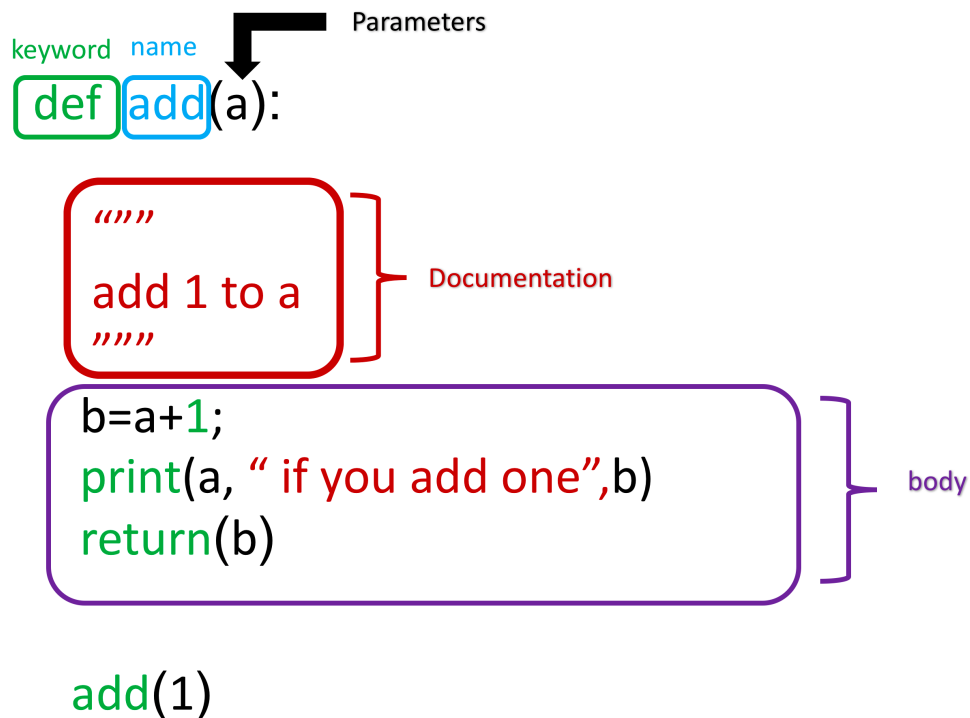 Parameters
keyword name
def add(a):
“””
add 1 to a
”””
Documentation
b=a+1;
print(a, “ if you add one”,b)
return(b)
body
add(1)